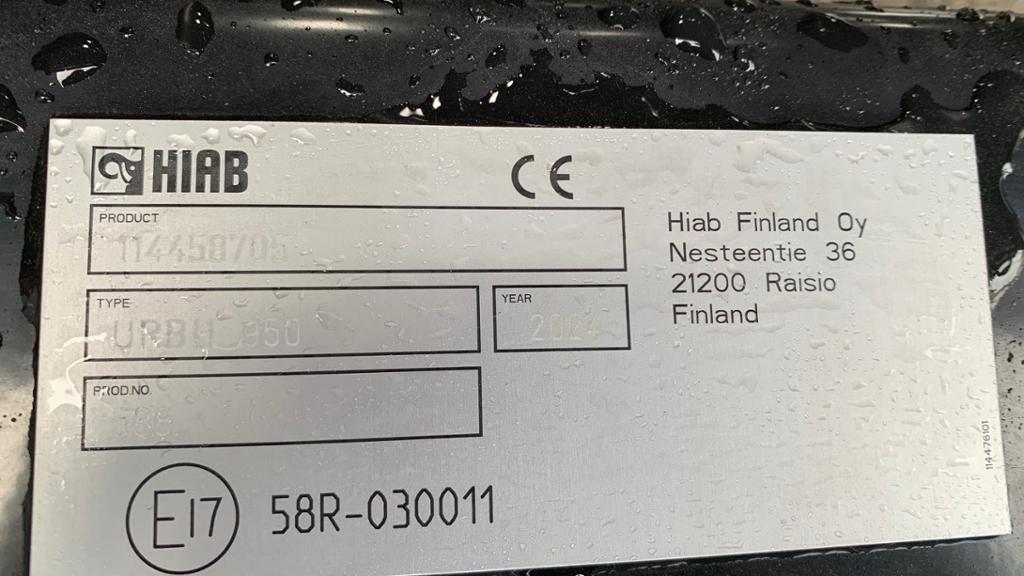 HIAB
CE
PRODUCT
114458705
TYPE
YEAR
PROD.NO.
E17
58R-030011
Hiab Finland Oy
Nesteentie 36
21200 Raisio
Finland
114476101